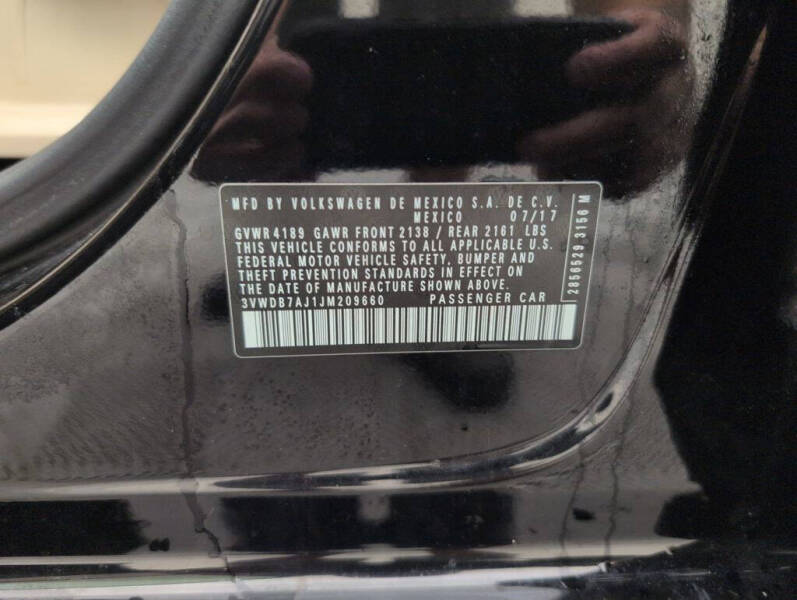 MFD BY VOLKSWAGEN DE MEXICO S.A. DE C.V.
MEXICO 07/17
GVWR 4189 GAWR FRONT 2138 / REAR 2161 LBS
THIS VEHICLE CONFORMS TO ALL APPLICABLE U.S.
FEDERAL MOTOR VEHICLE SAFETY, BUMPER AND
THEFT PREVENTION STANDARDS IN EFFECT ON
THE DATE OF MANUFACTURE SHOWN ABOVE.
3VWDB7AJ1JM209660 PASSENGER CAR
2856529 3156 M